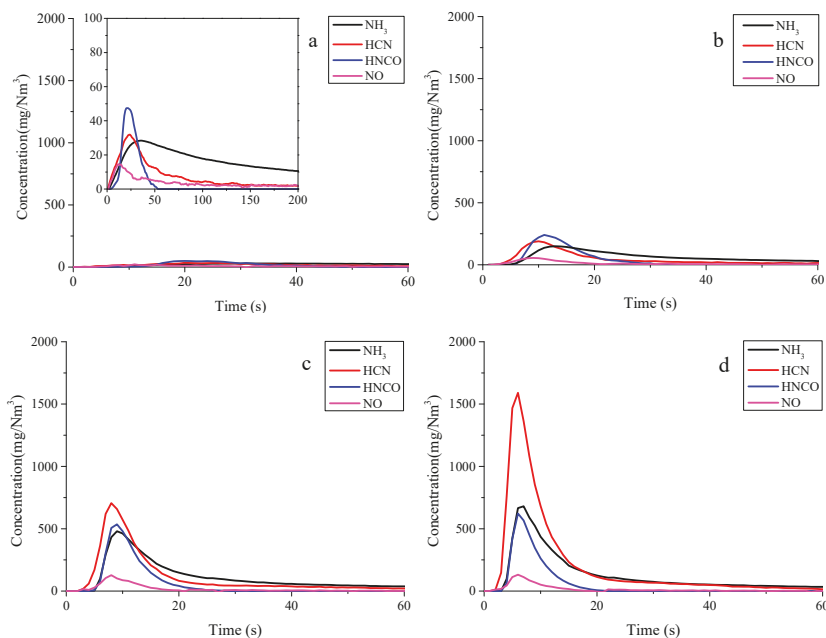 a
NH3
HCN
HNCO
NO
100
80
60
40
20
0
0 50 100 150 200
2000
1500
1000
500
0
Concentration(mg/Nm³)
0 20 40 60
Time (s)
b
NH3
HCN
HNCO
NO
2000
1500
1000
500
0
Concentration(mg/Nm³)
0 20 40 60
Time (s)
c
NH3
HCN
HNCO
NO
2000
1500
1000
500
0
Concentration(mg/Nm³)
0 20 40 60
Time (s)
d
NH3
HCN
HNCO
NO
2000
1500
1000
500
0
Concentration(mg/Nm³)
0 20 40 60
Time (s)